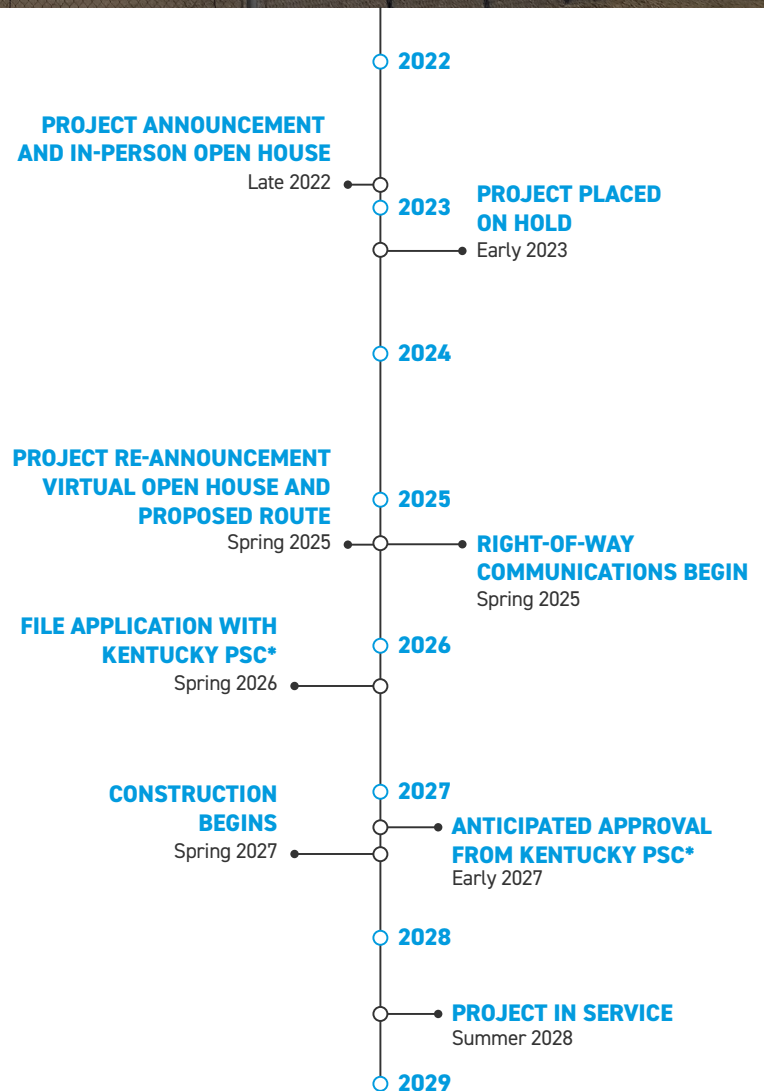 2022
PROJECT ANNOUNCEMENT
AND IN-PERSON OPEN HOUSE
Late 2022
2023
PROJECT PLACED
ON HOLD
Early 2023
2024
PROJECT RE-ANNOUNCEMENT
VIRTUAL OPEN HOUSE AND
PROPOSED ROUTE
Spring 2025
2025
RIGHT-OF-WAY
COMMUNICATIONS BEGIN
Spring 2025
FILE APPLICATION WITH
KENTUCKY PSC*
Spring 2026
2026
2027
CONSTRUCTION
BEGINS
Spring 2027
ANTICIPATED APPROVAL
FROM KENTUCKY PSC*
Early 2027
2028
PROJECT IN SERVICE
Summer 2028
2029